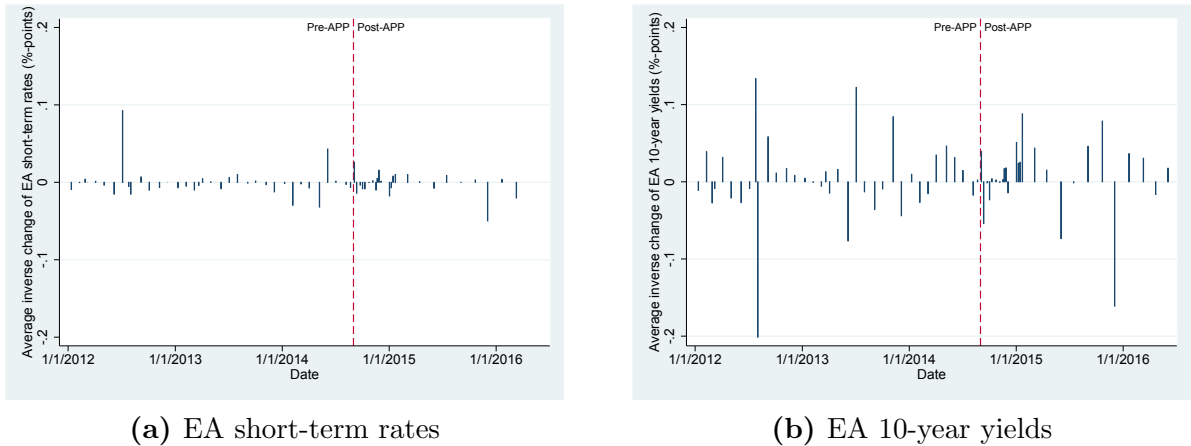 Average inverse change of EA short-term rates (%-points)
.2
.1
0
-.1
-.2
Pre-APP Post-APP
1/1/2012 1/1/2013 1/1/2014 1/1/2015 1/1/2016
Date
(a) EA short-term rates
Average inverse change of EA 10-year yields (%-points)
.2
.1
0
-.1
-.2
Pre-APP Post-APP
1/1/2012 1/1/2013 1/1/2014 1/1/2015 1/1/2016
Date
(b) EA 10-year yields